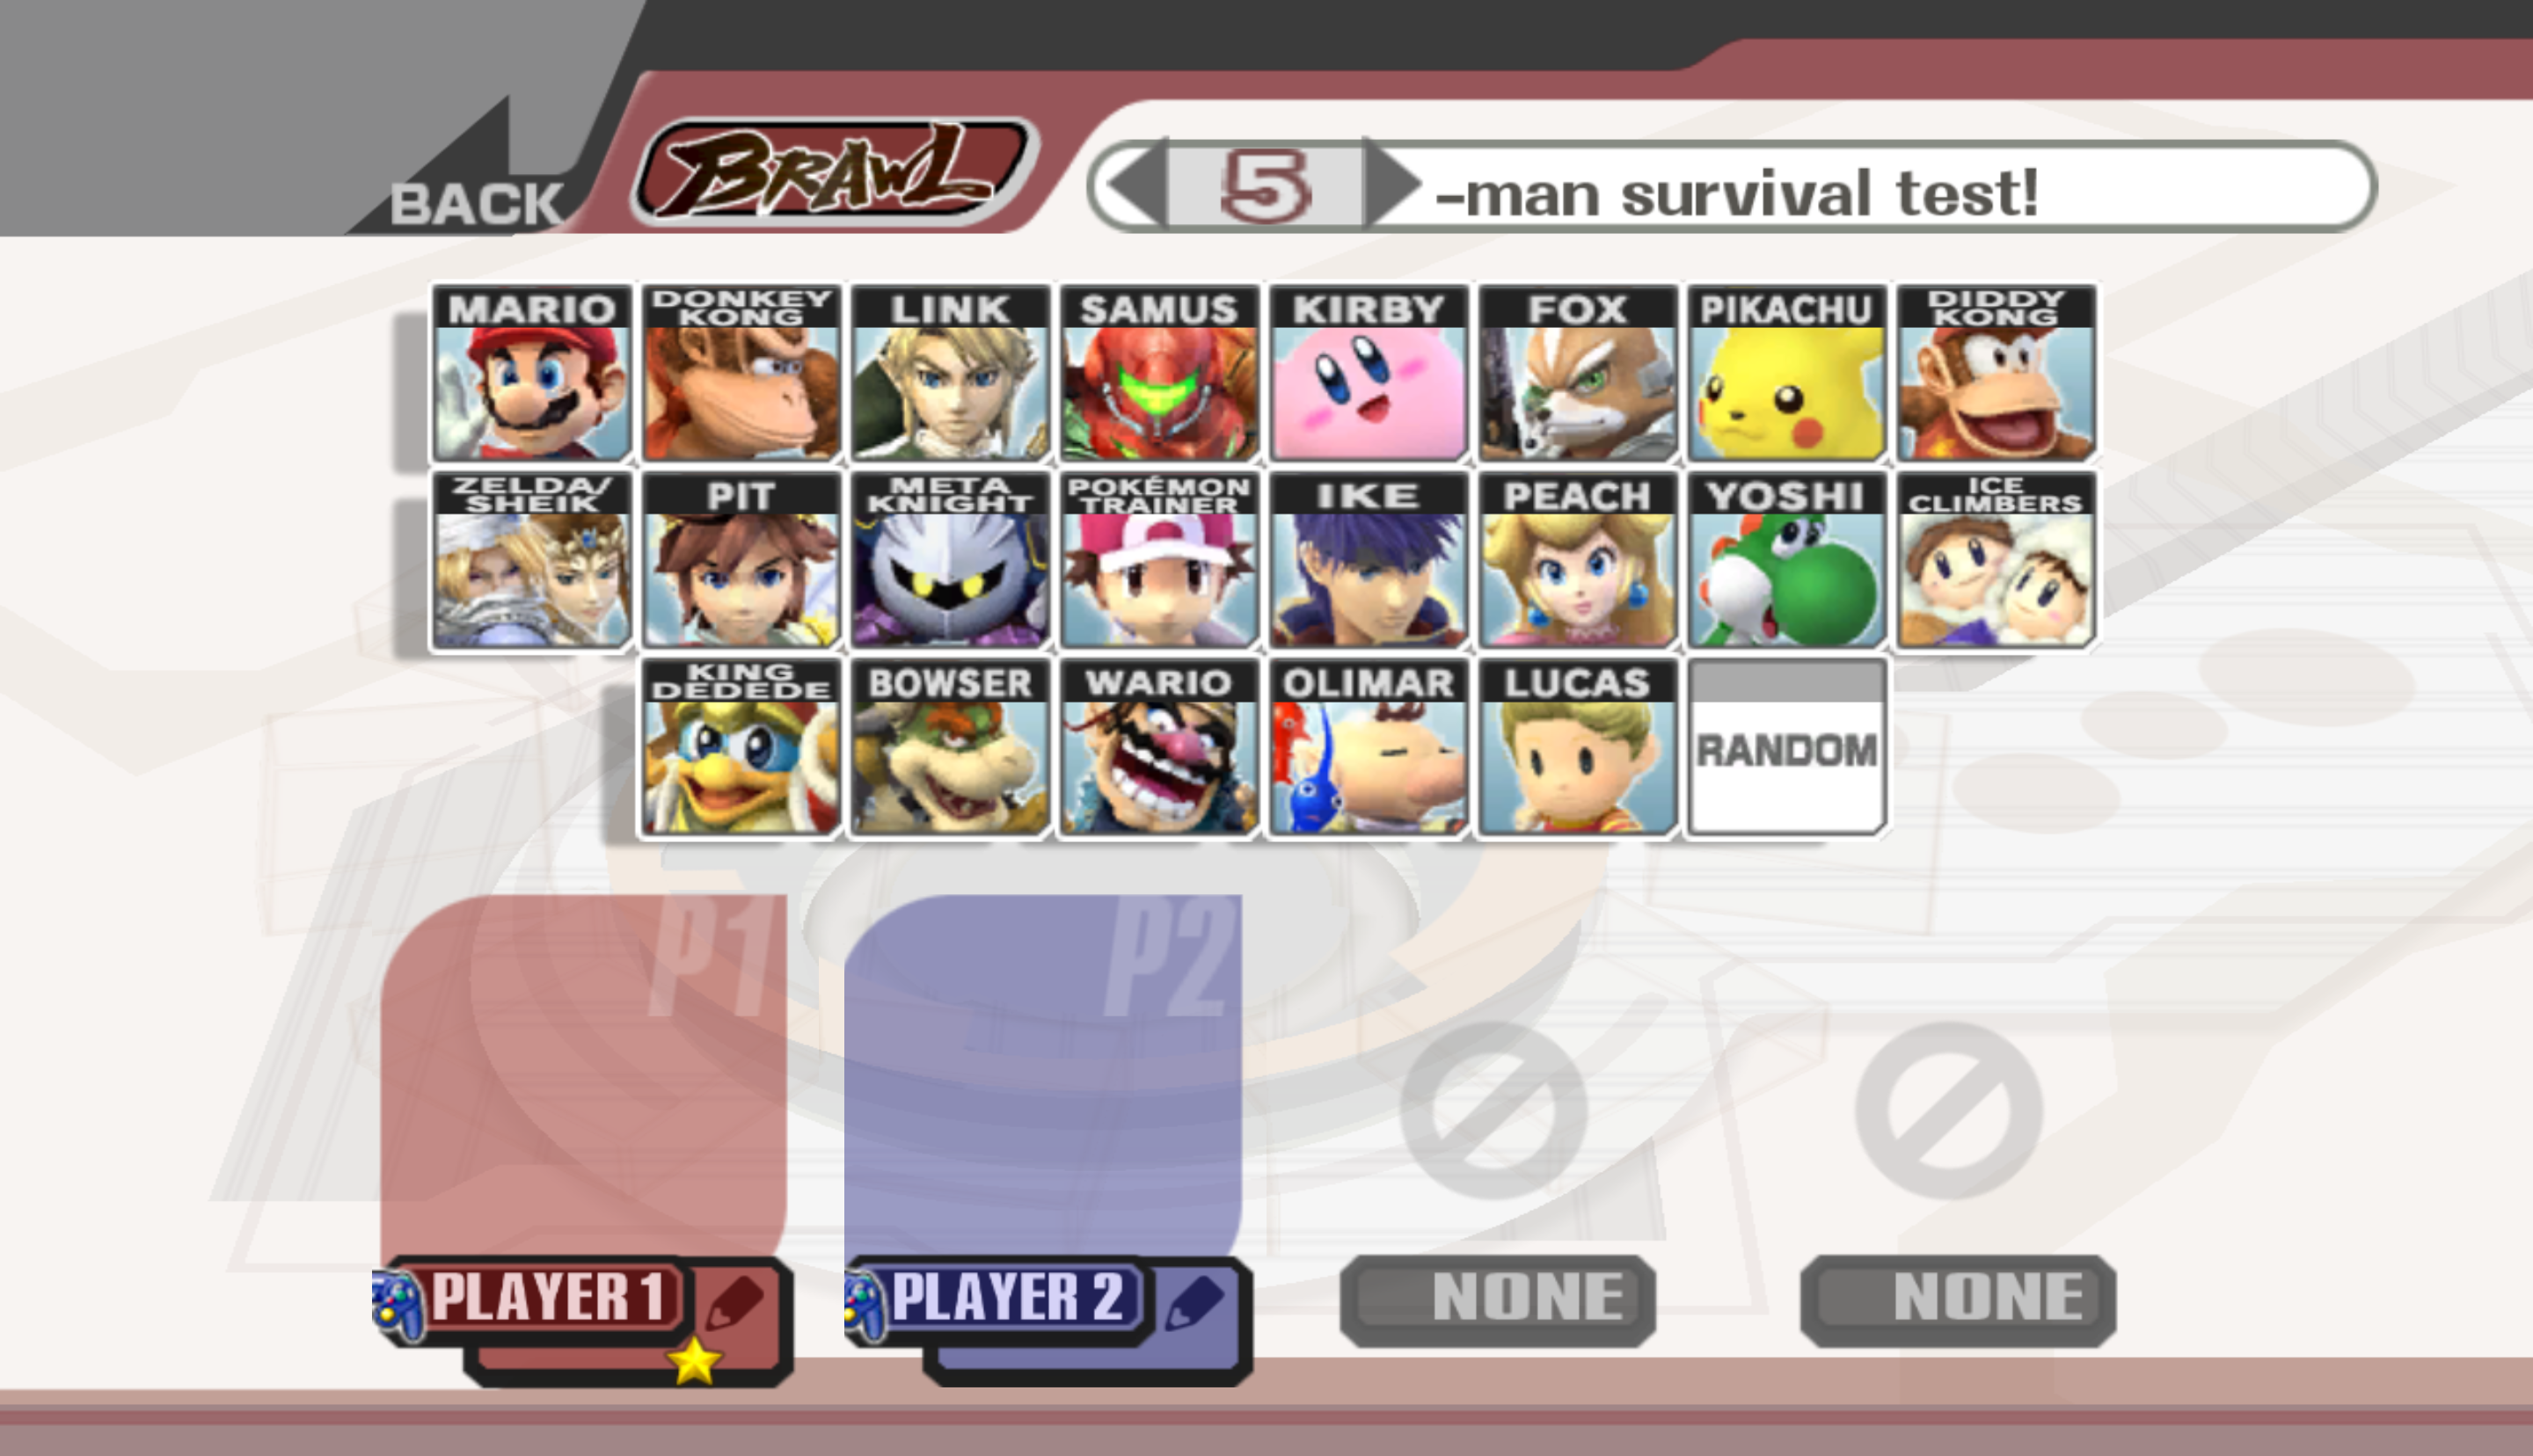 BACK
BRAWL
5
-man survival test!
MARIO
DONKEY
KONG
LINK
SAMUS
KIRBY
FOX
PIKACHU
DIDDY
KONG
ZELDA/
SHEIK
PIT
META
KNIGHT
POKÉMON
TRAINER
IKE
PEACH
YOSHI
ICE
CLIMBERS
KING
DEDEDE
BOWSER
WARIO
OLIMAR
LUCAS
RANDOM
P1
P2
PLAYER 1
PLAYER 2
NONE
NONE